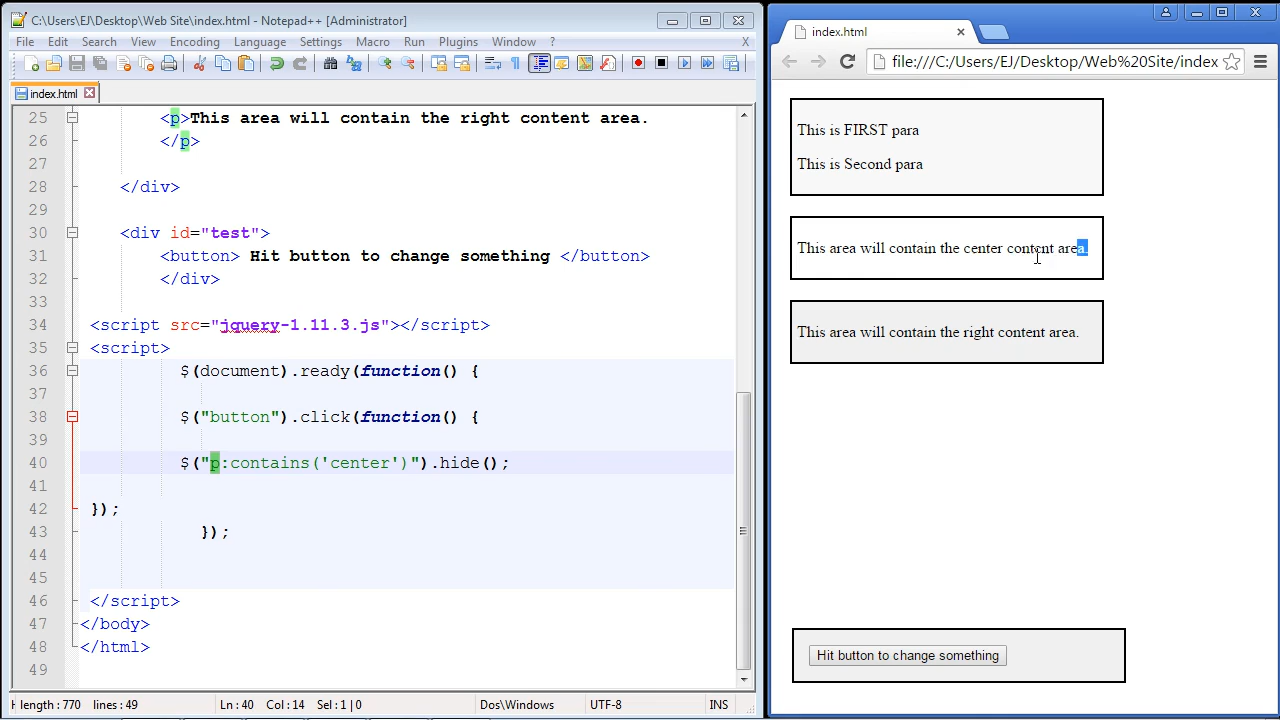 C:\Users\EJ\Desktop\Web Site\index.html - Notepad++ [Administrator]
File Edit Search View Encoding Language Settings Macro Run Plugins Window ? X
index.html
25 <p>This area will contain the right content area.
26 </p>
27
28 </div>
29
30 <div id="test">
31 <button> Hit button to change something </button>
32 </div>
33
34 <script src="jquery-1.11.3.js"></script>
35 <script>
36 $(document).ready(function() {
37
38 $("button").click(function() {
39
40 $("p:contains('center')").hide();
41
42 });
43 });
44
45
46 </script>
47 </body>
48 </html>
49
length : 770 lines : 49 Ln : 40 Col : 14 Sel : 1 | 0 Dos\Windows UTF-8 INS
index.html
file:///C:/Users/EJ/Desktop/Web%20Site/index
This is FIRST para
This is Second para
This area will contain the center content area.
This area will contain the right content area.
Hit button to change something